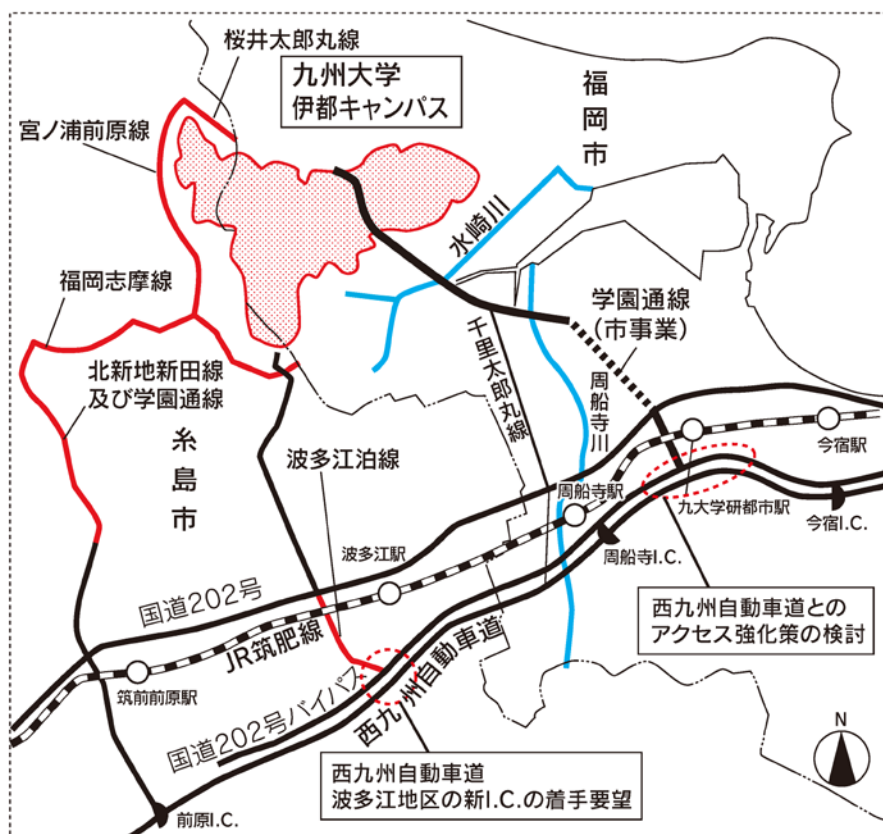 桜井太郎丸線
九州大学
伊都キャンパス
福岡市
宮ノ浦前原線
水崎川
福岡志摩線
学園通線
(市事業)
北新地新田線
及び学園通線
千里太郎丸線
周船寺川
糸島市
波多江泊線
今宿駅
周船寺駅
九大学研都市駅
今宿I.C.
波多江駅
周船寺I.C.
国道202号
西九州自動車道との
アクセス強化策の検討
JR筑肥線
西九州自動車道
筑前前原駅
国道202号バイパス
N
西九州自動車道
波多江地区の新I.C.の着手要望
前原I.C.